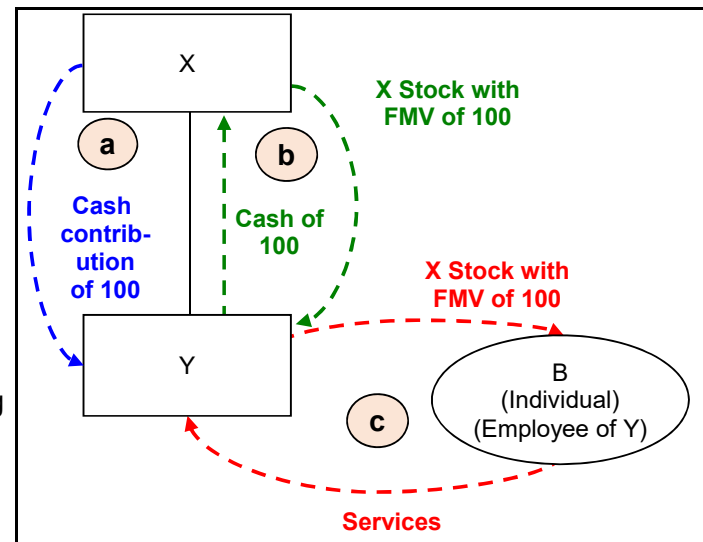 X
X Stock with
FMV of 100
a
b
Cash
contrib-
ution
of 100
Cash of
100
X Stock with
FMV of 100
Y
B
(Individual)
(Employee of Y)
g
c
Services